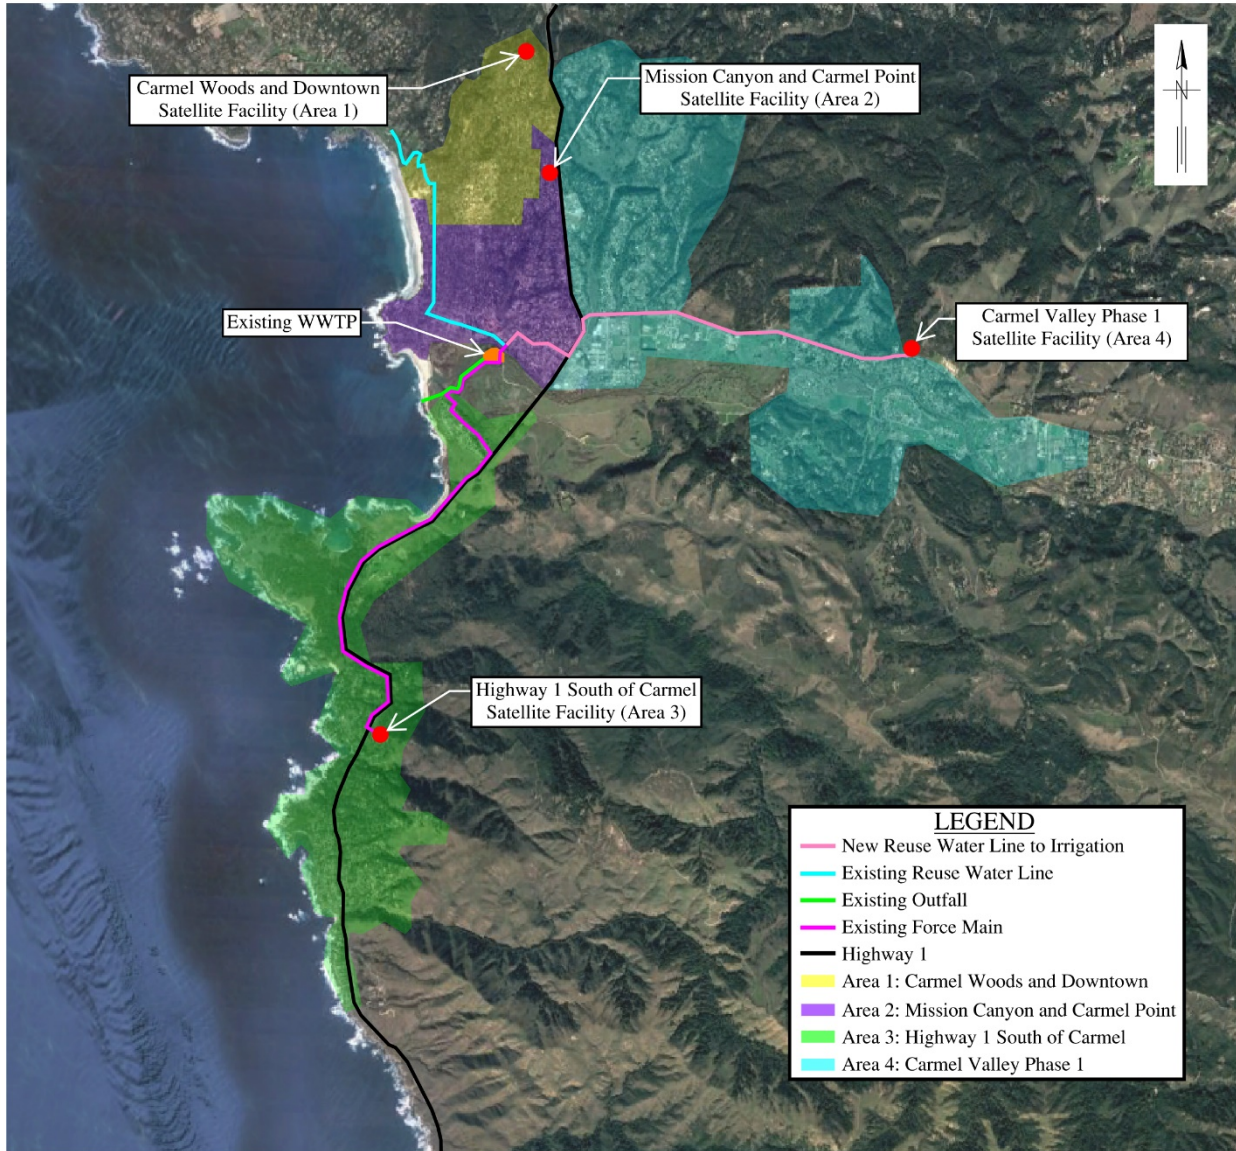 Carmel Woods and Downtown
Satellite Facility (Area 1)
Mission Canyon and Carmel Point
Satellite Facility (Area 2)
N
Existing WWTP
Carmel Valley Phase 1
Satellite Facility (Area 4)
Highway 1 South of Carmel
Satellite Facility (Area 3)
LEGEND
New Reuse Water Line to Irrigation
Existing Reuse Water Line
Existing Outfall
Existing Force Main
Highway 1
Area 1: Carmel Woods and Downtown
Area 2: Mission Canyon and Carmel Point
Area 3: Highway 1 South of Carmel
Area 4: Carmel Valley Phase 1